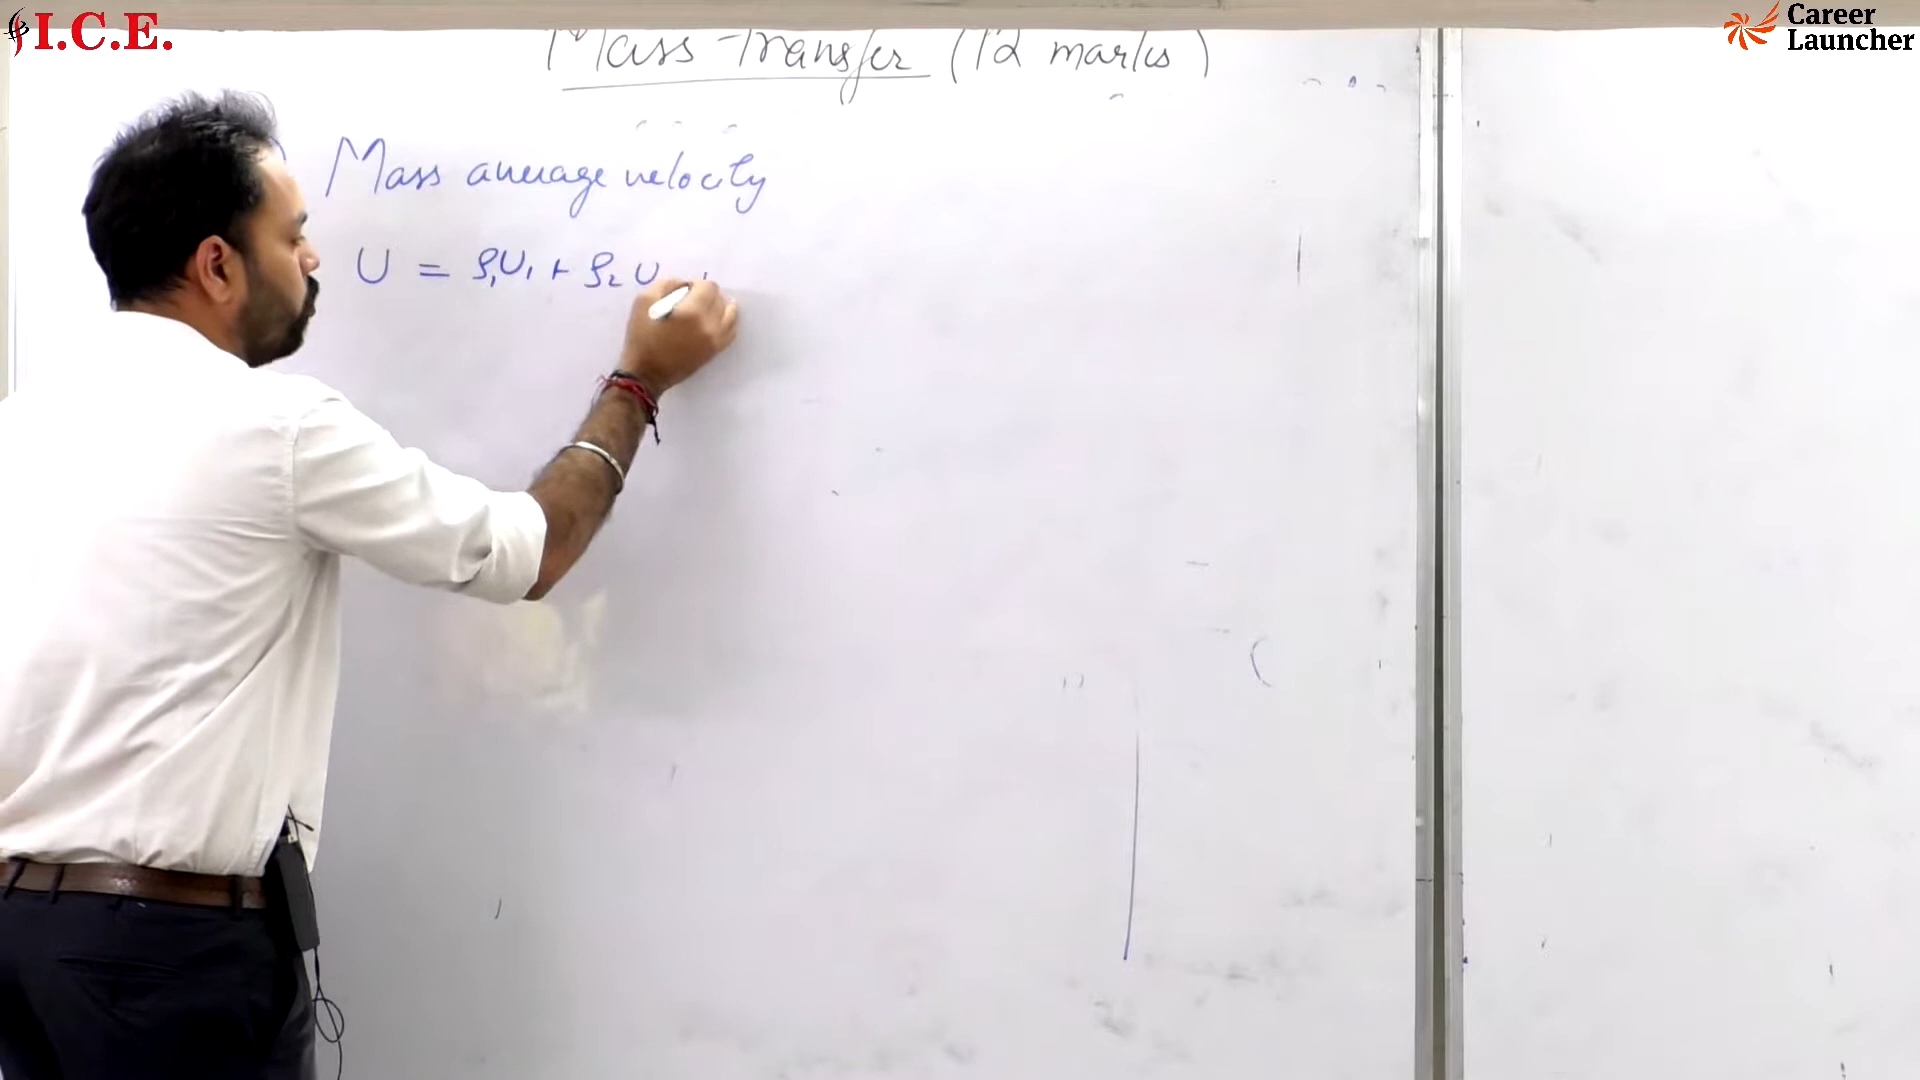 I.C.E.
Career
Launcher
Mass Transfer (12 marks)
Mass average velocity
U = ρ₁U₁ + ρ₂U